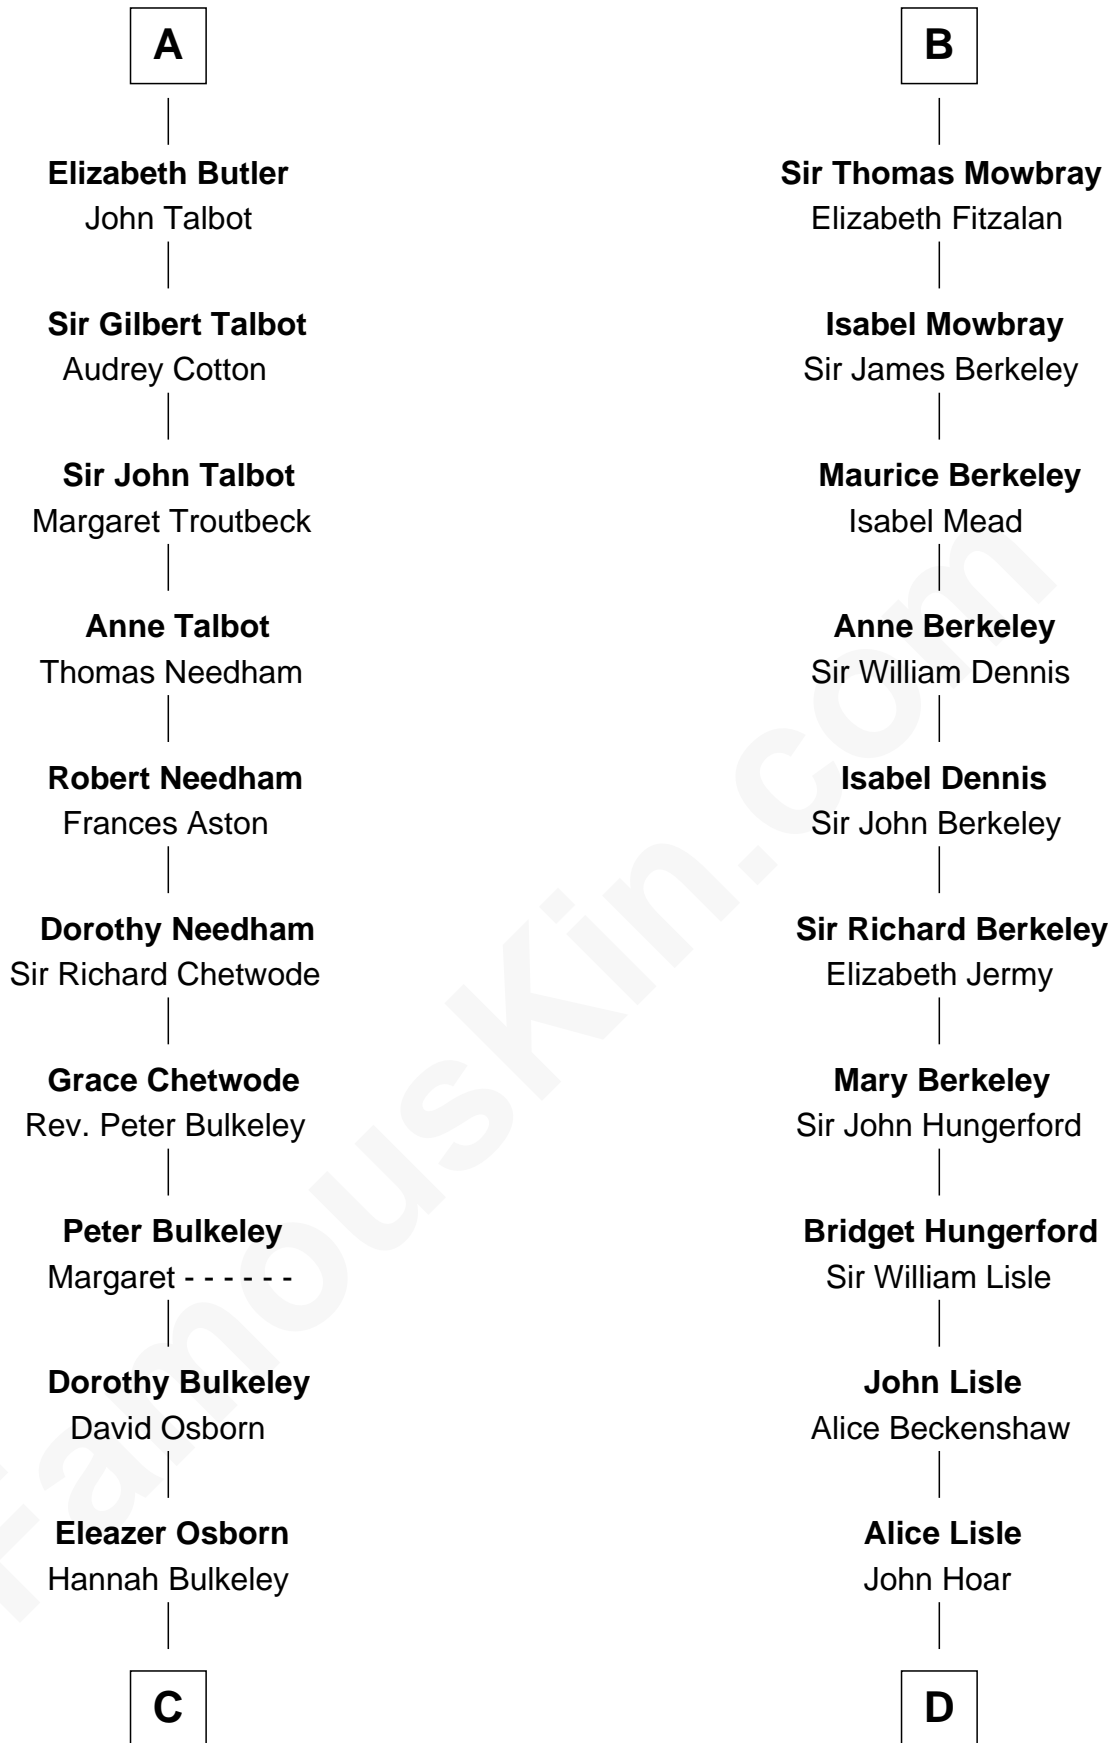 A
Elizabeth Butler
John Talbot
Sir Gilbert Talbot
Audrey Cotton
Sir John Talbot
Margaret Troutbeck
Anne Talbot
Thomas Needham
Robert Needham
Frances Aston
Dorothy Needham
Sir Richard Chetwode
Grace Chetwode
Rev. Peter Bulkeley
Peter Bulkeley
Margaret - - - - - -
Dorothy Bulkeley
David Osborn
Eleazer Osborn
Hannah Bulkeley
C
B
Sir Thomas Mowbray
Elizabeth Fitzalan
Isabel Mowbray
Sir James Berkeley
Maurice Berkeley
Isabel Mead
Anne Berkeley
Sir William Dennis
Isabel Dennis
Sir John Berkeley
Sir Richard Berkeley
Elizabeth Jermy
Mary Berkeley
Sir John Hungerford
Bridget Hungerford
Sir William Lisle
John Lisle
Alice Beckenshaw
Alice Lisle
John Hoar
D
FamousKin.com